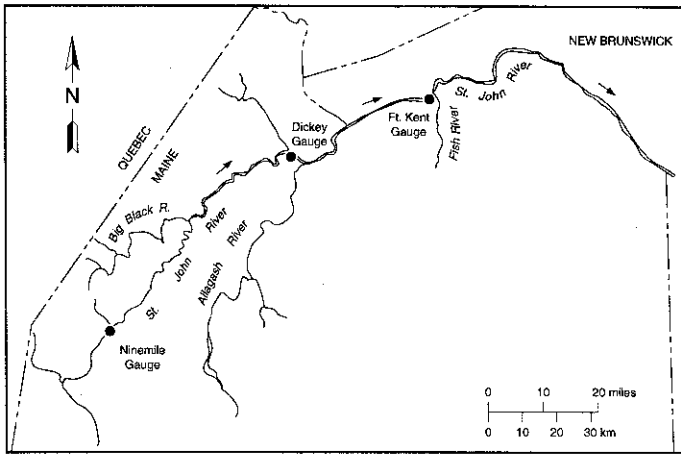 NEW BRUNSWICK
N
QUEBEC
MAINE
Dickey
Gauge
Ft. Kent
Gauge
St. John River
Fish River
Big Black R.
St. John River
Allagash River
Ninemile
Gauge
0 10 20 miles
0 10 20 30 km